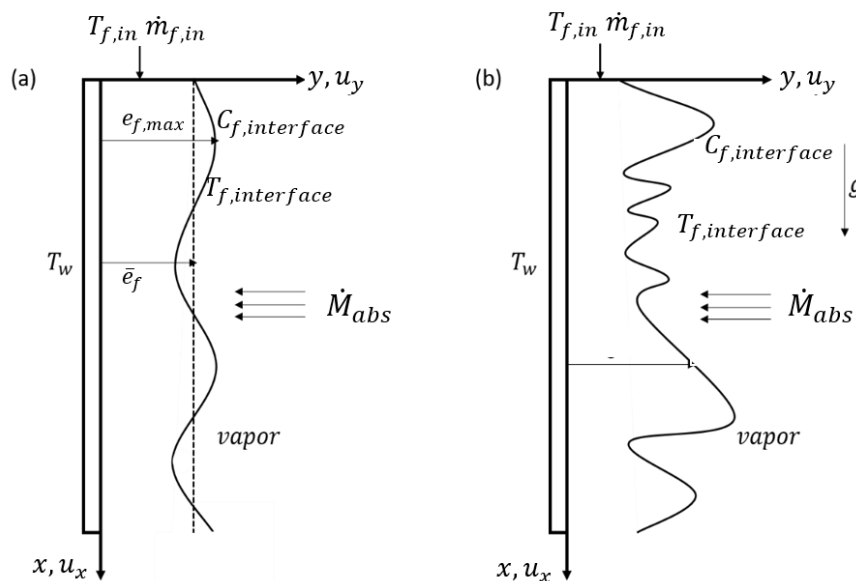 (a)
T_{f,in} ṁ_{f,in}
y, u_y
e_{f,max}
C_{f,interface}
T_{f,interface}
T_w
ē_f
Ṁ_{abs}
vapor
x, u_x
(b)
T_{f,in} ṁ_{f,in}
y, u_y
C_{f,interface}
g
T_{f,interface}
T_w
Ṁ_{abs}
vapor
x, u_x